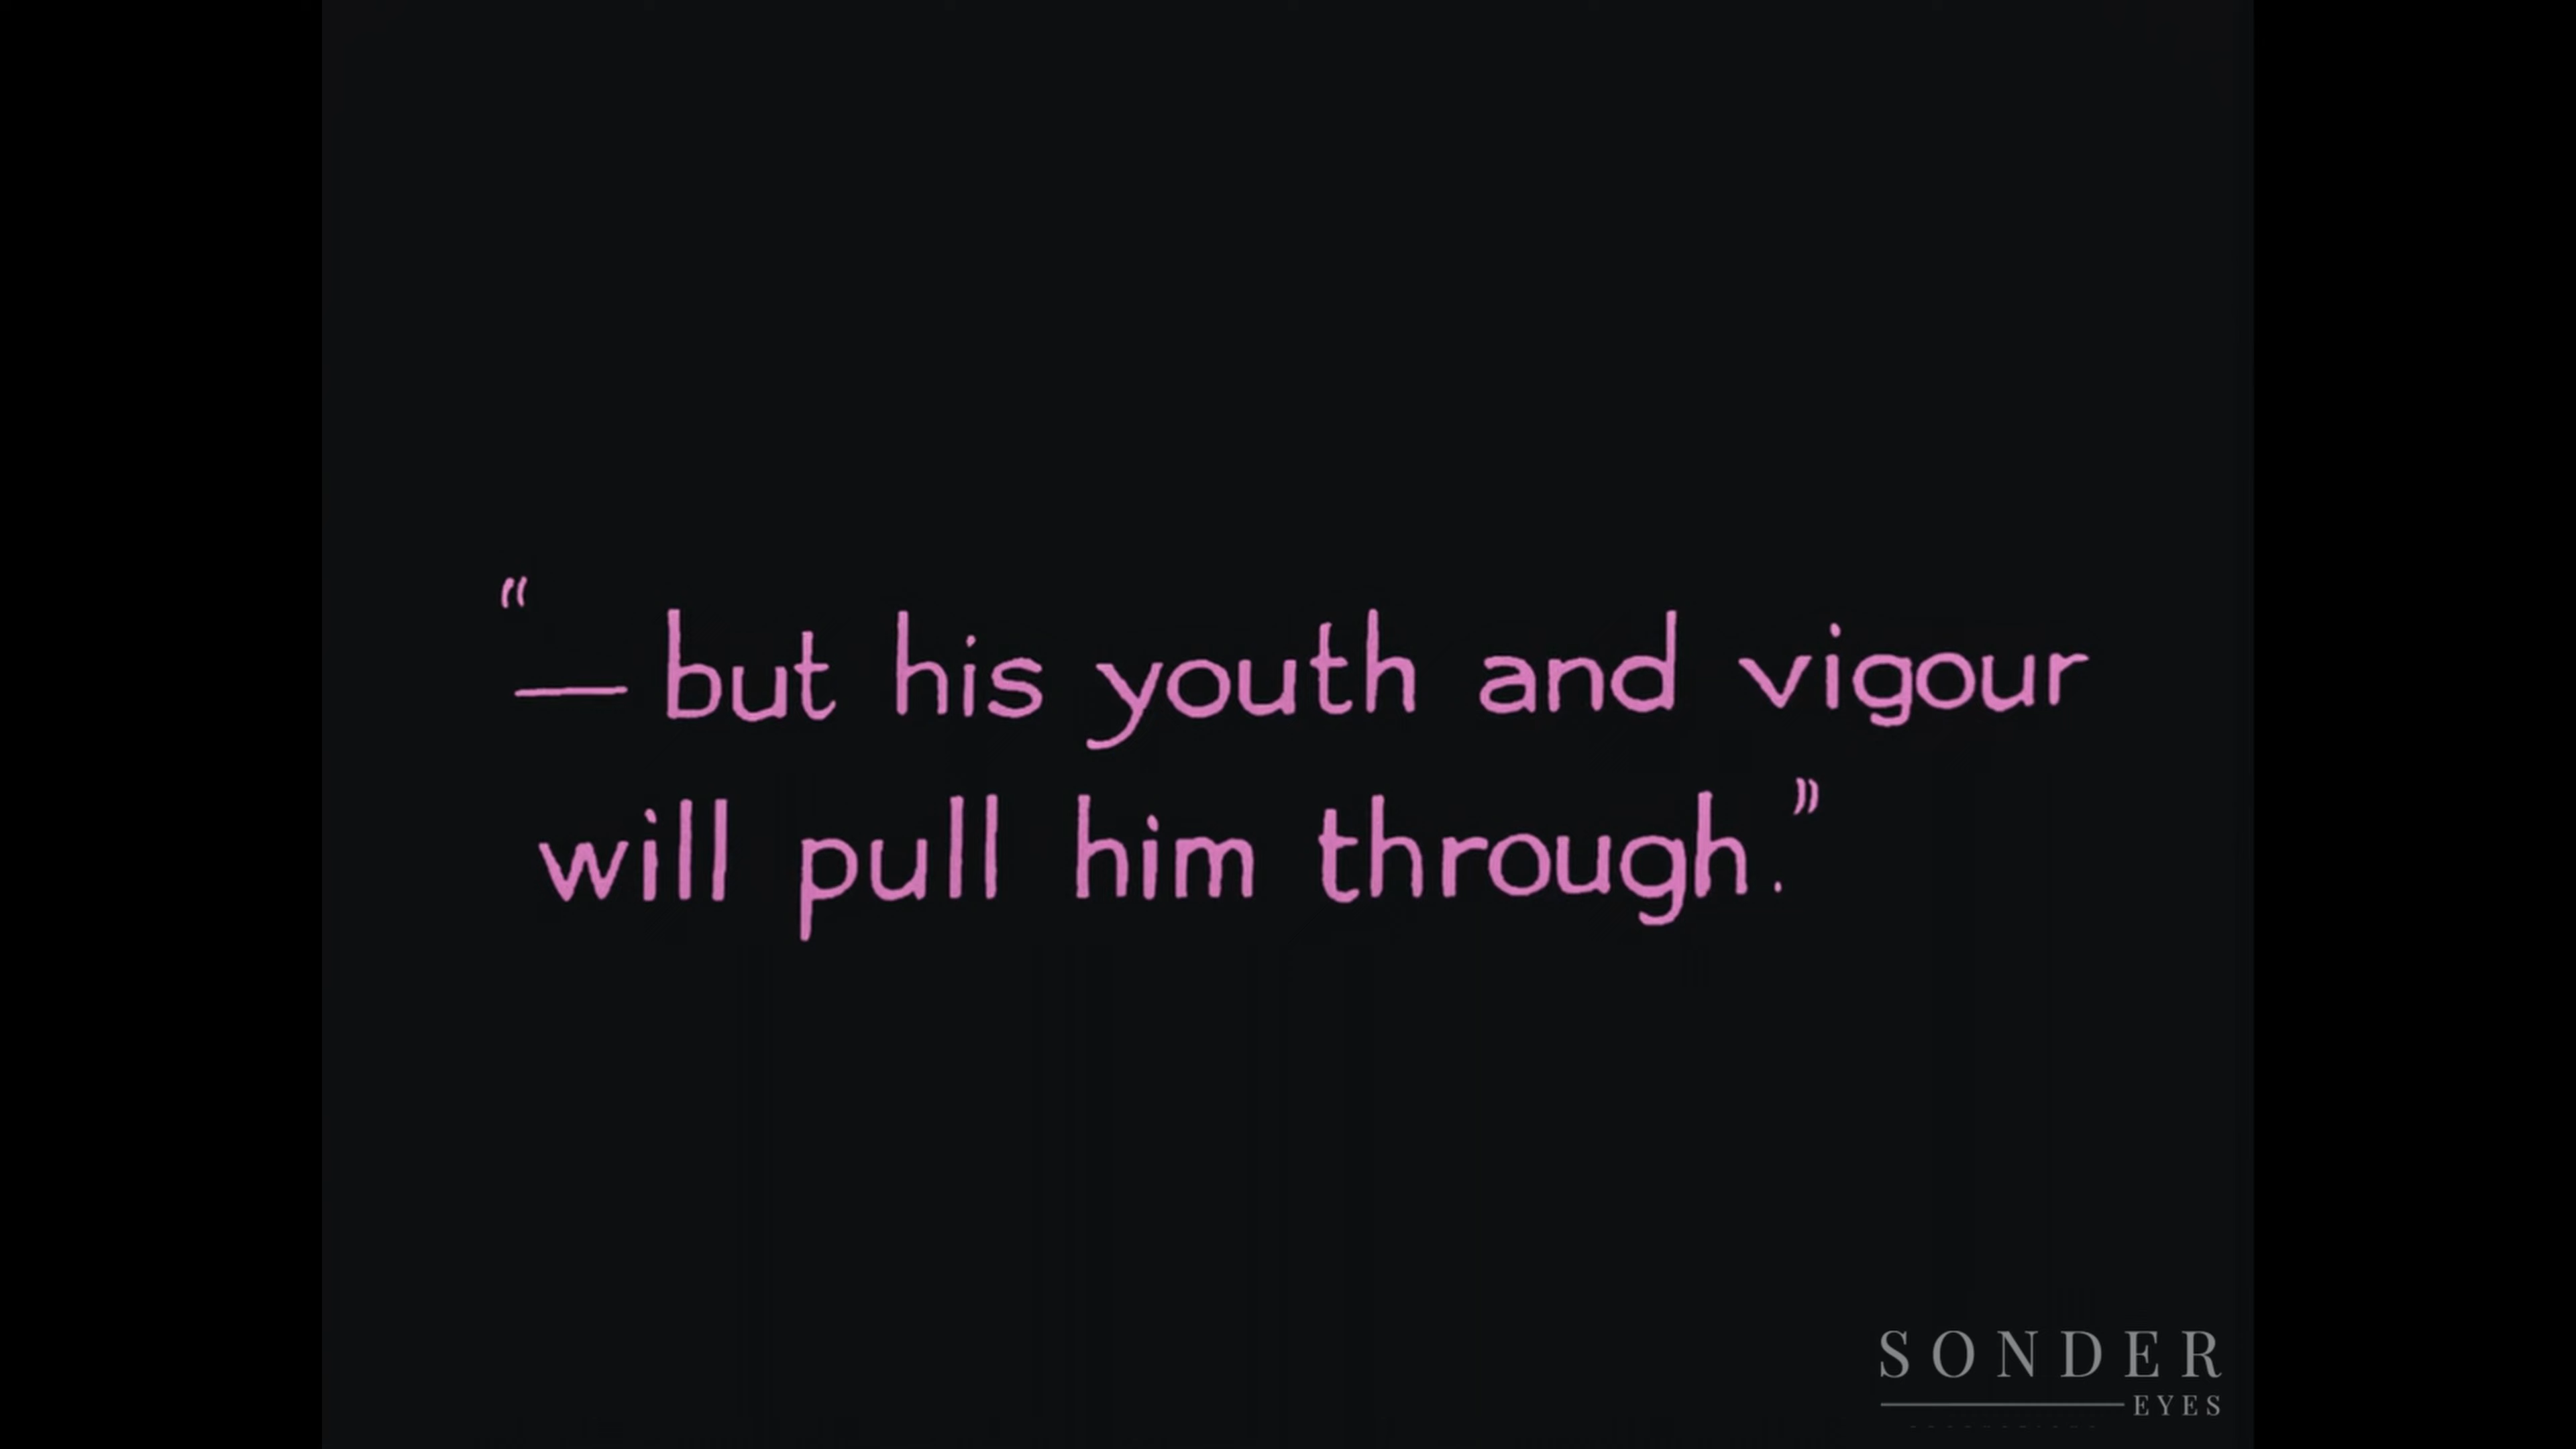 “— but his youth and vigour
will pull him through.”
SONDER
EYES